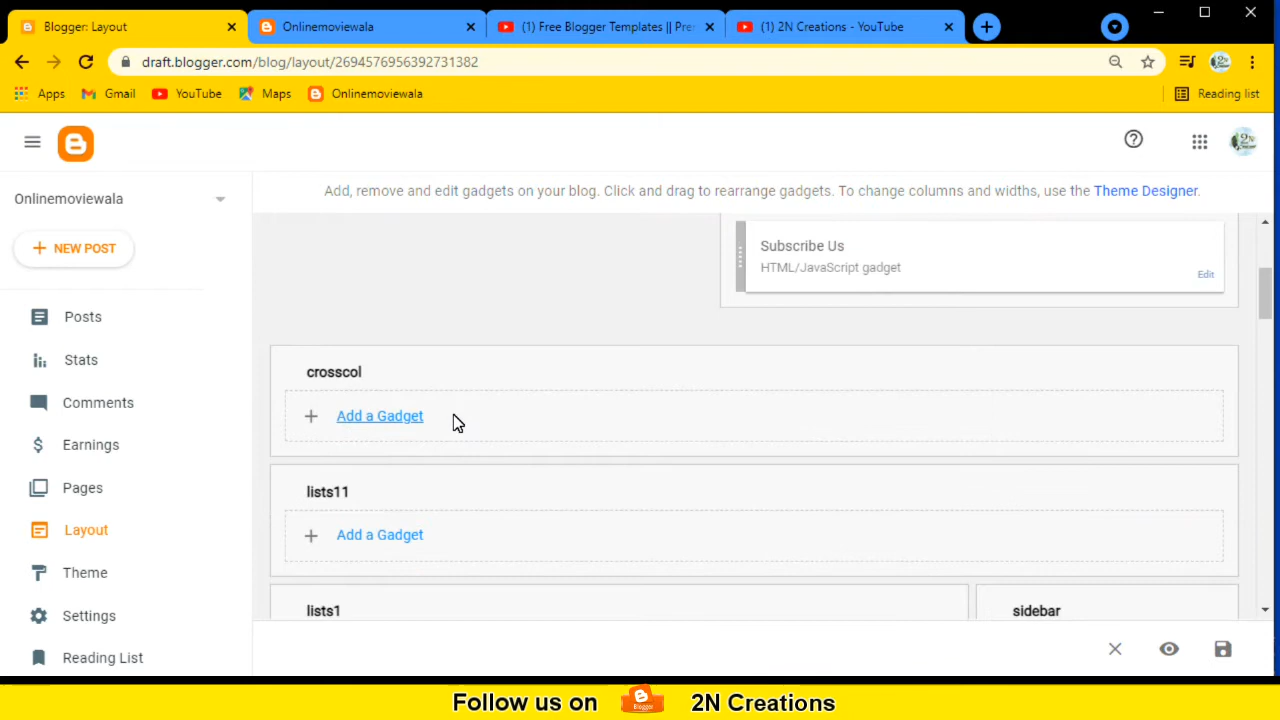 Blogger: Layout
Onlinemoviewala
(1) Free Blogger Templates || Pre
(1) 2N Creations - YouTube
draft.blogger.com/blog/layout/2694576956392731382
Apps
Gmail
YouTube
Maps
Onlinemoviewala
Reading list
Onlinemoviewala
Add, remove and edit gadgets on your blog. Click and drag to rearrange gadgets. To change columns and widths, use the Theme Designer.
NEW POST
Subscribe Us
HTML/JavaScript gadget
Edit
Posts
Stats
Comments
Earnings
Pages
Layout
Theme
Settings
Reading List
crosscol
Add a Gadget
lists11
Add a Gadget
lists1
sidebar
Follow us on Blogger 2N Creations